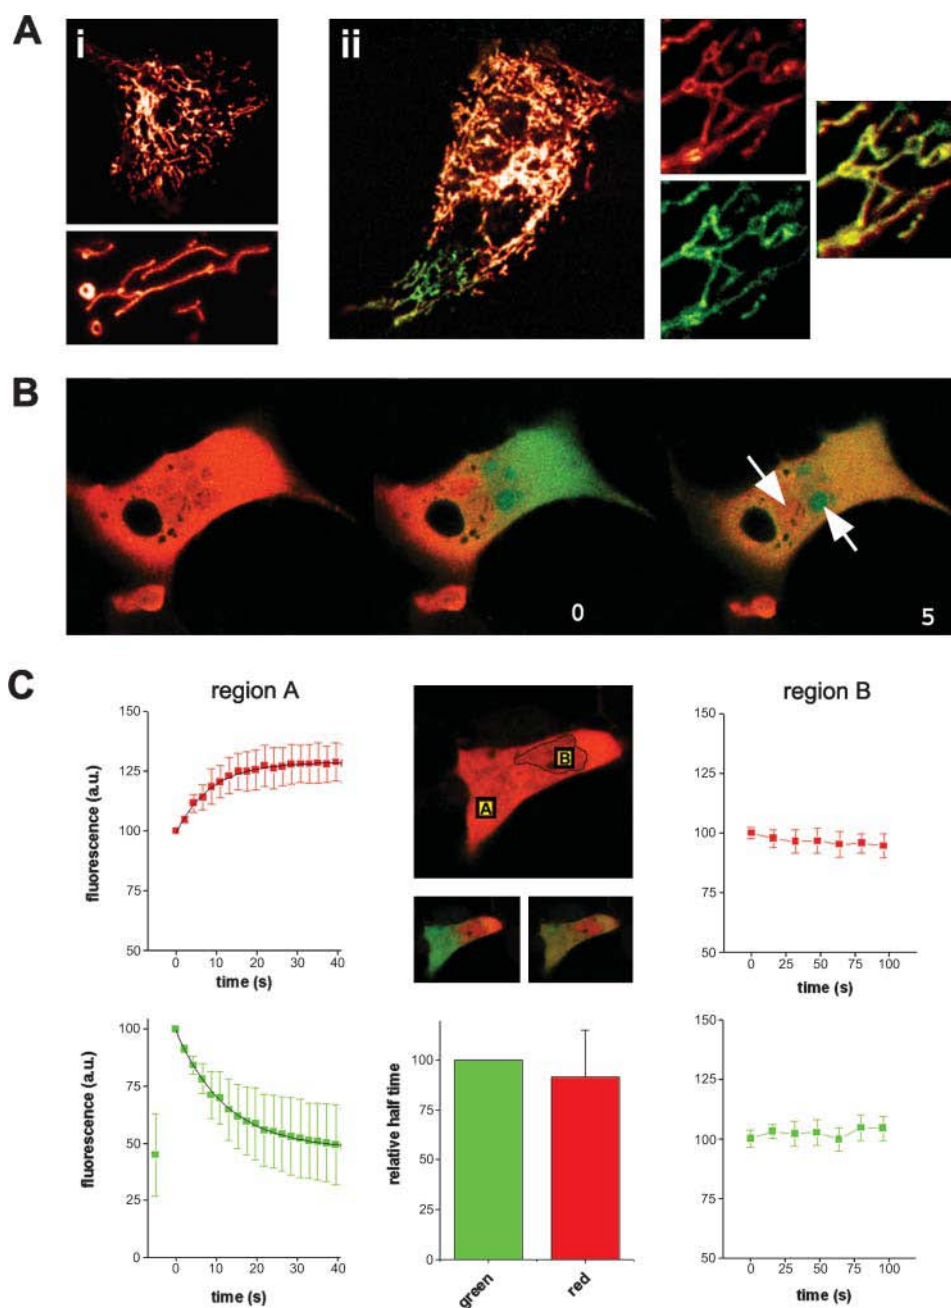 A
i
ii
B
0
5
C
region A
150
125
100
75
50
fluorescence (a.u.)
0 10 20 30 40
time (s)
B
A
region B
150
125
100
75
50
0 25 50 75 100
time (s)
100
75
50
25
0
fluorescence (a.u.)
0 10 20 30 40
time (s)
100
75
50
25
0
relative half time
green
red
150
125
100
75
50
0 25 50 75 100
time (s)